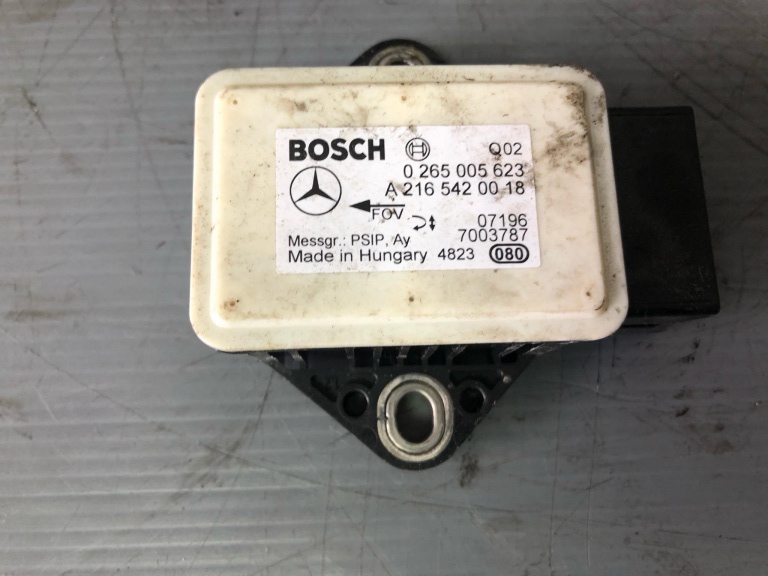 BOSCH Q02
0 265 005 623
A 216 542 00 18
FOV
07196
Messgr.: PSIP, Ay 7003787
Made in Hungary 4823 080